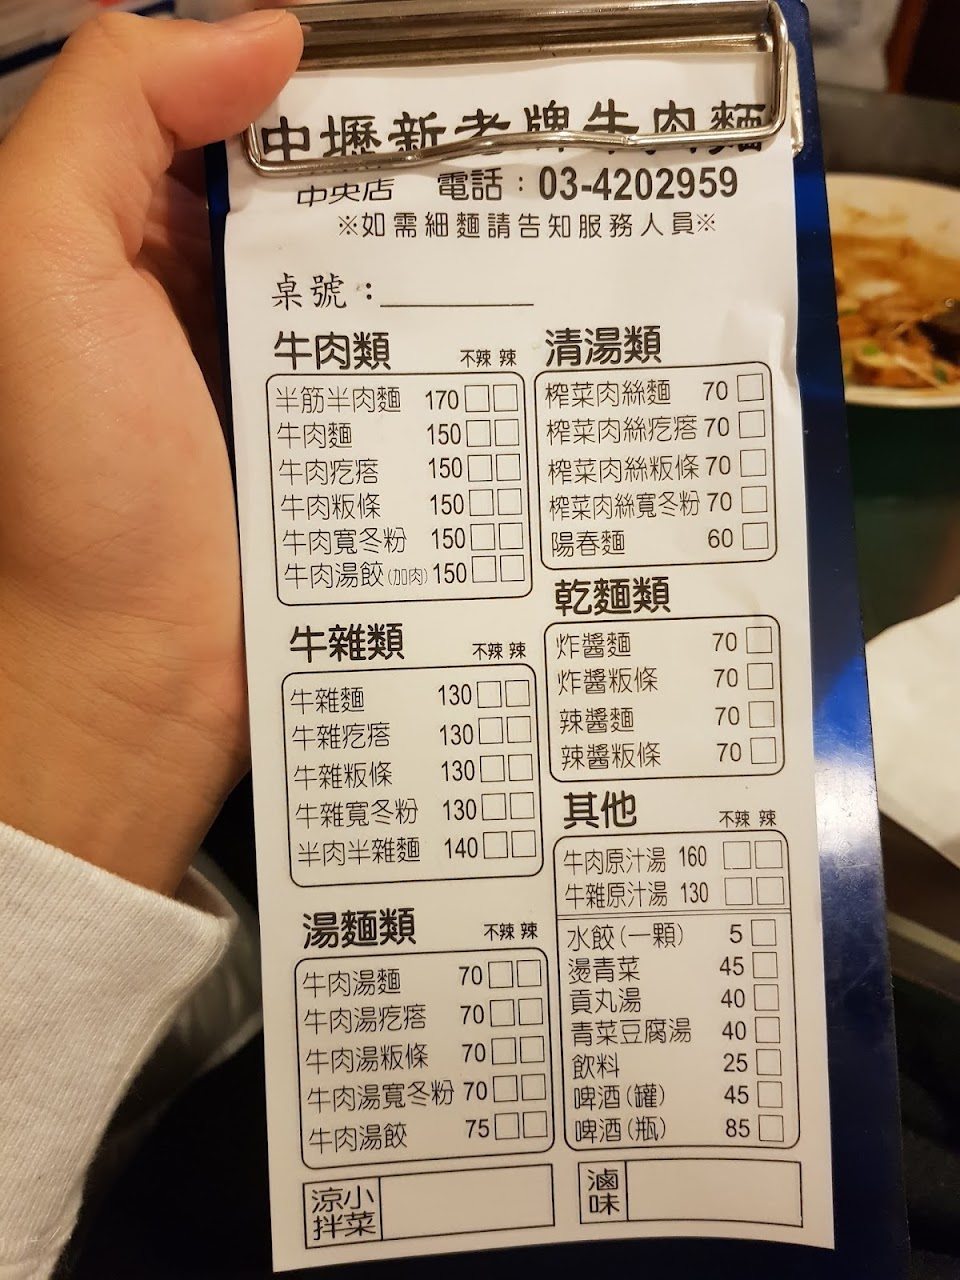 中壢新老牌牛肉麵
中央店 電話：03-4202959
※如需細麵請告知服務人員※
桌號：
牛肉類 不辣 辣
半筋半肉麵 170
牛肉麵 150
牛肉疙瘩 150
牛肉粄條 150
牛肉寬冬粉 150
牛肉湯餃(加肉) 150
牛雜類 不辣 辣
牛雜麵 130
牛雜疙瘩 130
牛雜粄條 130
牛雜寬冬粉 130
半肉半雜麵 140
湯麵類 不辣 辣
牛肉湯麵 70
牛肉湯疙瘩 70
牛肉湯粄條 70
牛肉湯寬冬粉 70
牛肉湯餃 75
涼拌小菜
清湯類
榨菜肉絲麵 70
榨菜肉絲疙瘩 70
榨菜肉絲粄條 70
榨菜肉絲寬冬粉 70
陽春麵 60
乾麵類
炸醬麵 70
炸醬粄條 70
辣醬麵 70
辣醬粄條 70
其他 不辣 辣
牛肉原汁湯 160
牛雜原汁湯 130
水餃(一顆) 5
燙青菜 45
貢丸湯 40
青菜豆腐湯 40
飲料 25
啤酒(罐) 45
啤酒(瓶) 85
滷味